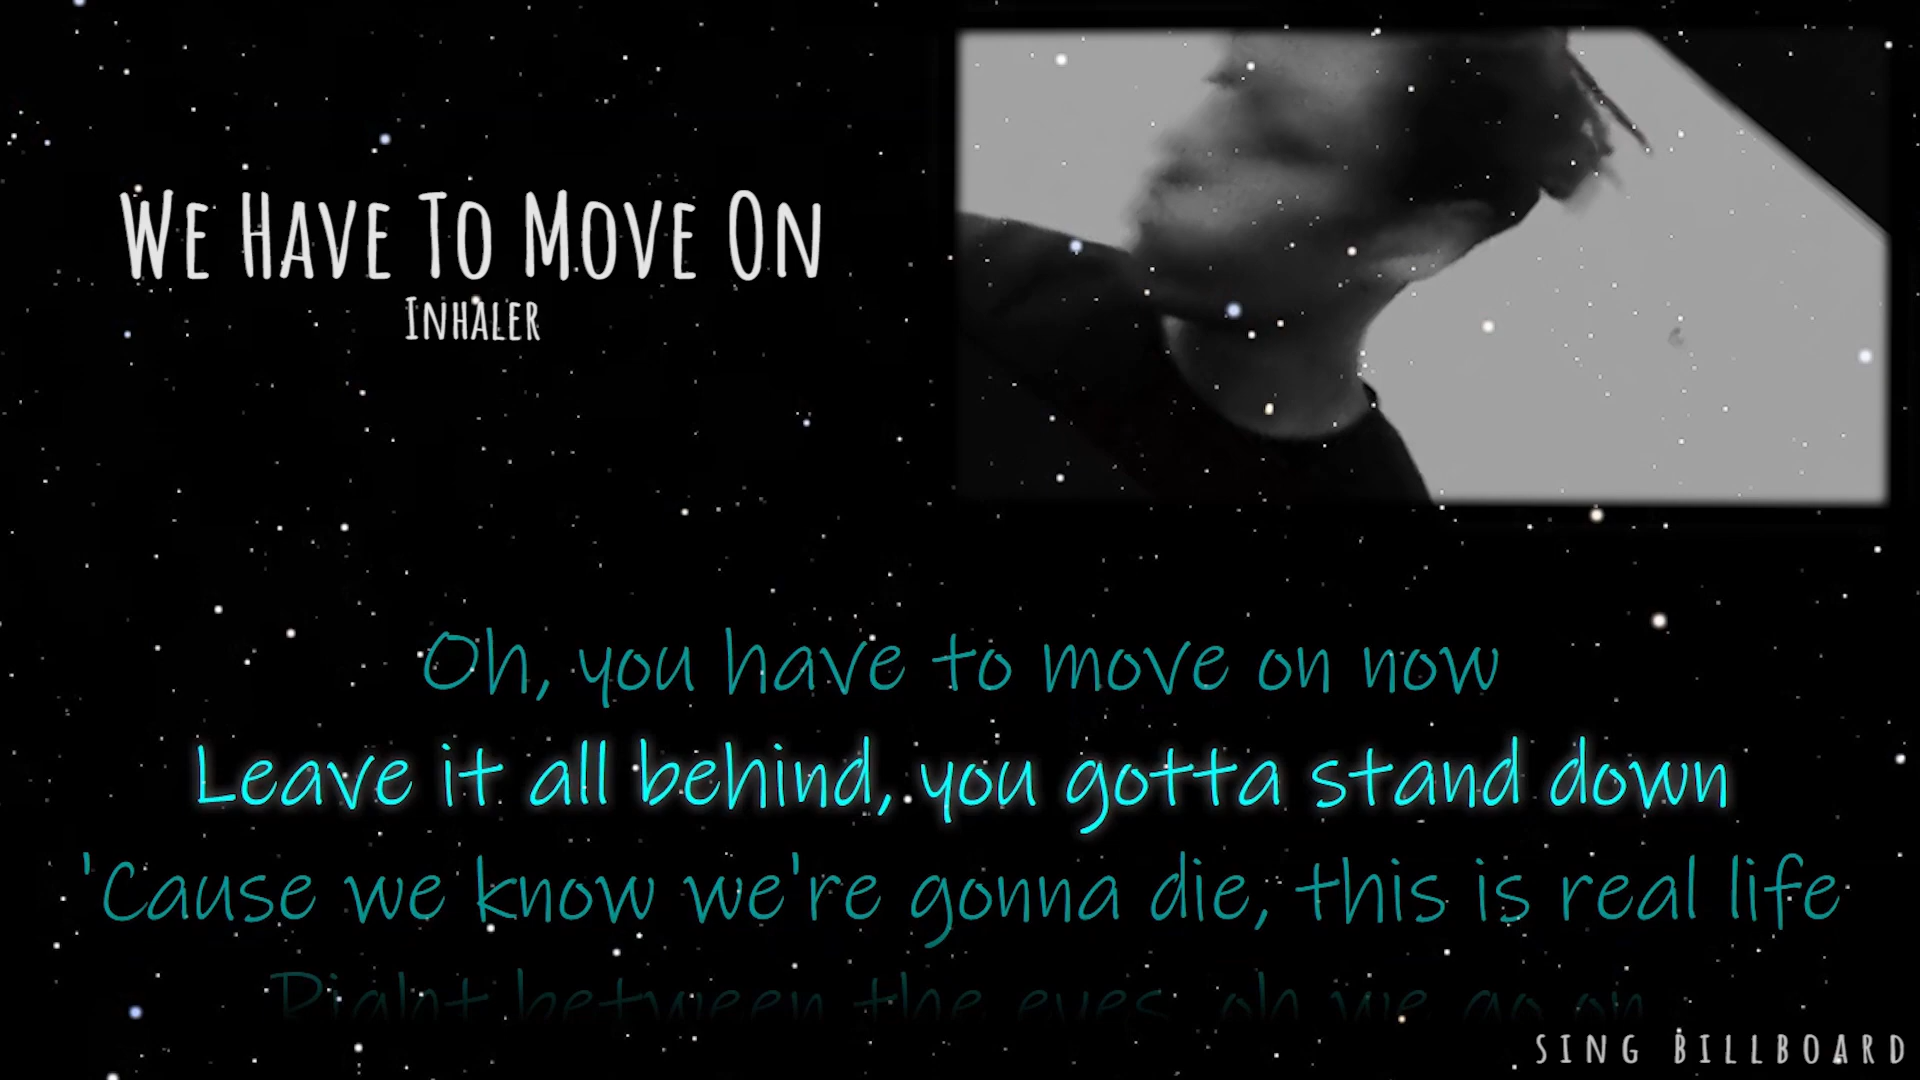 We Have To Move On
Inhaler
Oh, you have to move on now
Leave it all behind, you gotta stand down
'Cause we know we're gonna die, this is real life
Right between the eyes, oh we go on
SING BILLBOARD